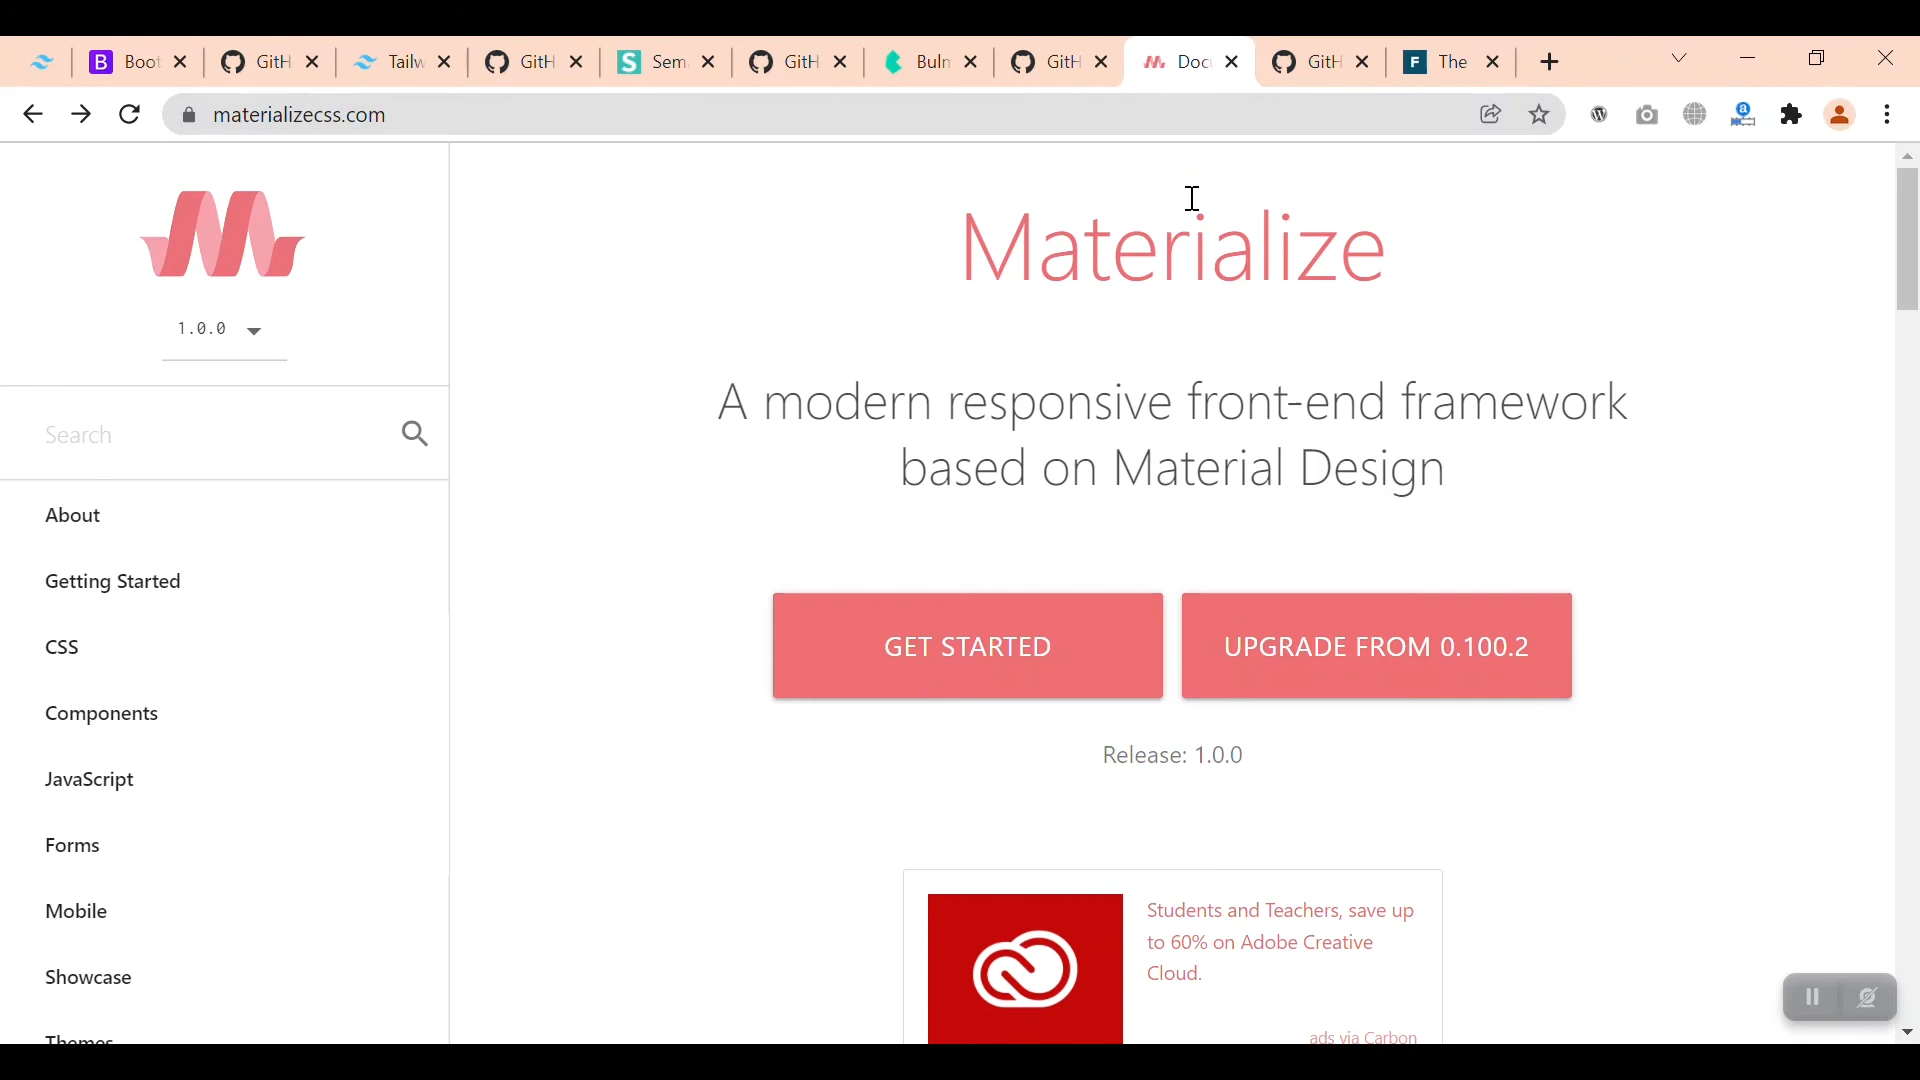 Boot
GitH
Tailw
GitH
Sem
GitH
Buln
GitH
Doc
GitH
The
materializecss.com
1.0.0
Search
About
Getting Started
CSS
Components
JavaScript
Forms
Mobile
Showcase
Themes
Materialize
A modern responsive front-end framework
based on Material Design
GET STARTED
UPGRADE FROM 0.100.2
Release: 1.0.0
Students and Teachers, save up
to 60% on Adobe Creative
Cloud.
ads via Carbon